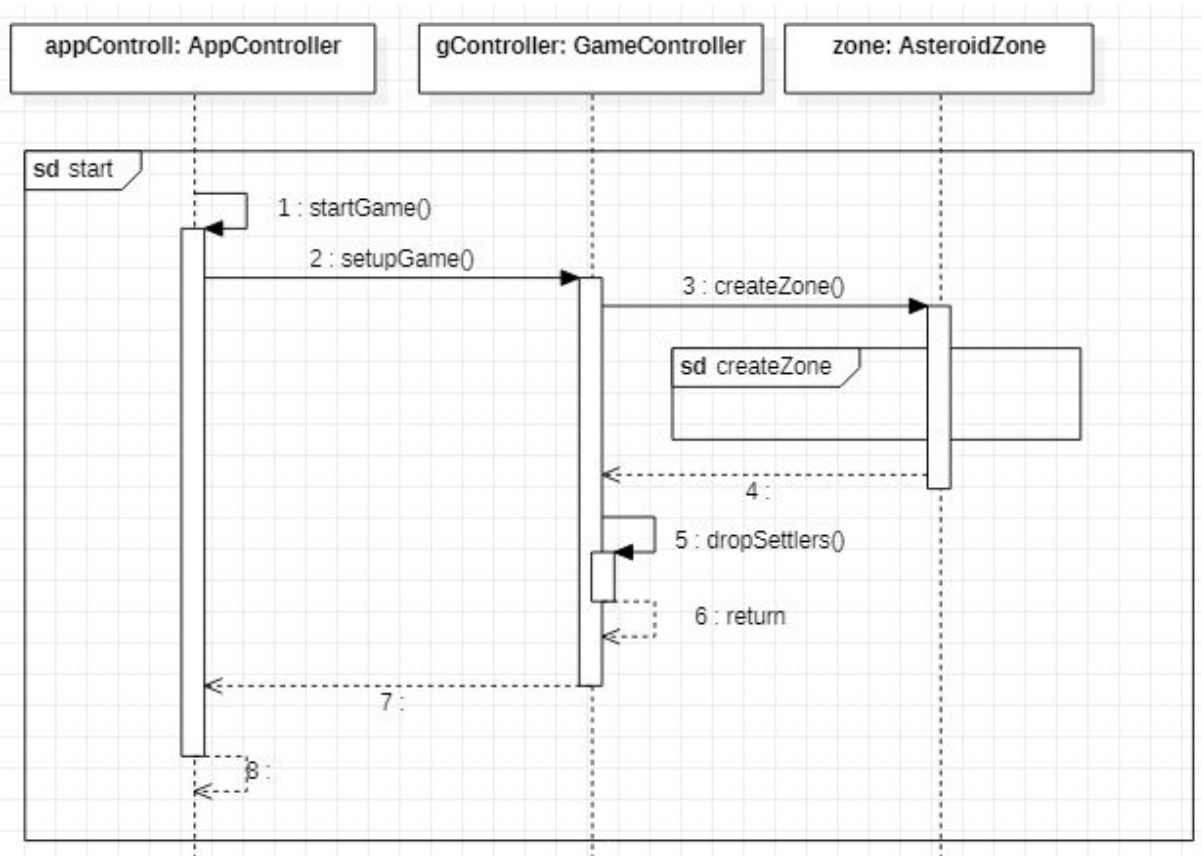 appControll: AppController
gController: GameController
zone: AsteroidZone
sd start
1 : startGame()
2 : setupGame()
3 : createZone()
sd createZone
4 :
5 : dropSettlers()
6 : return
7 :
8 :